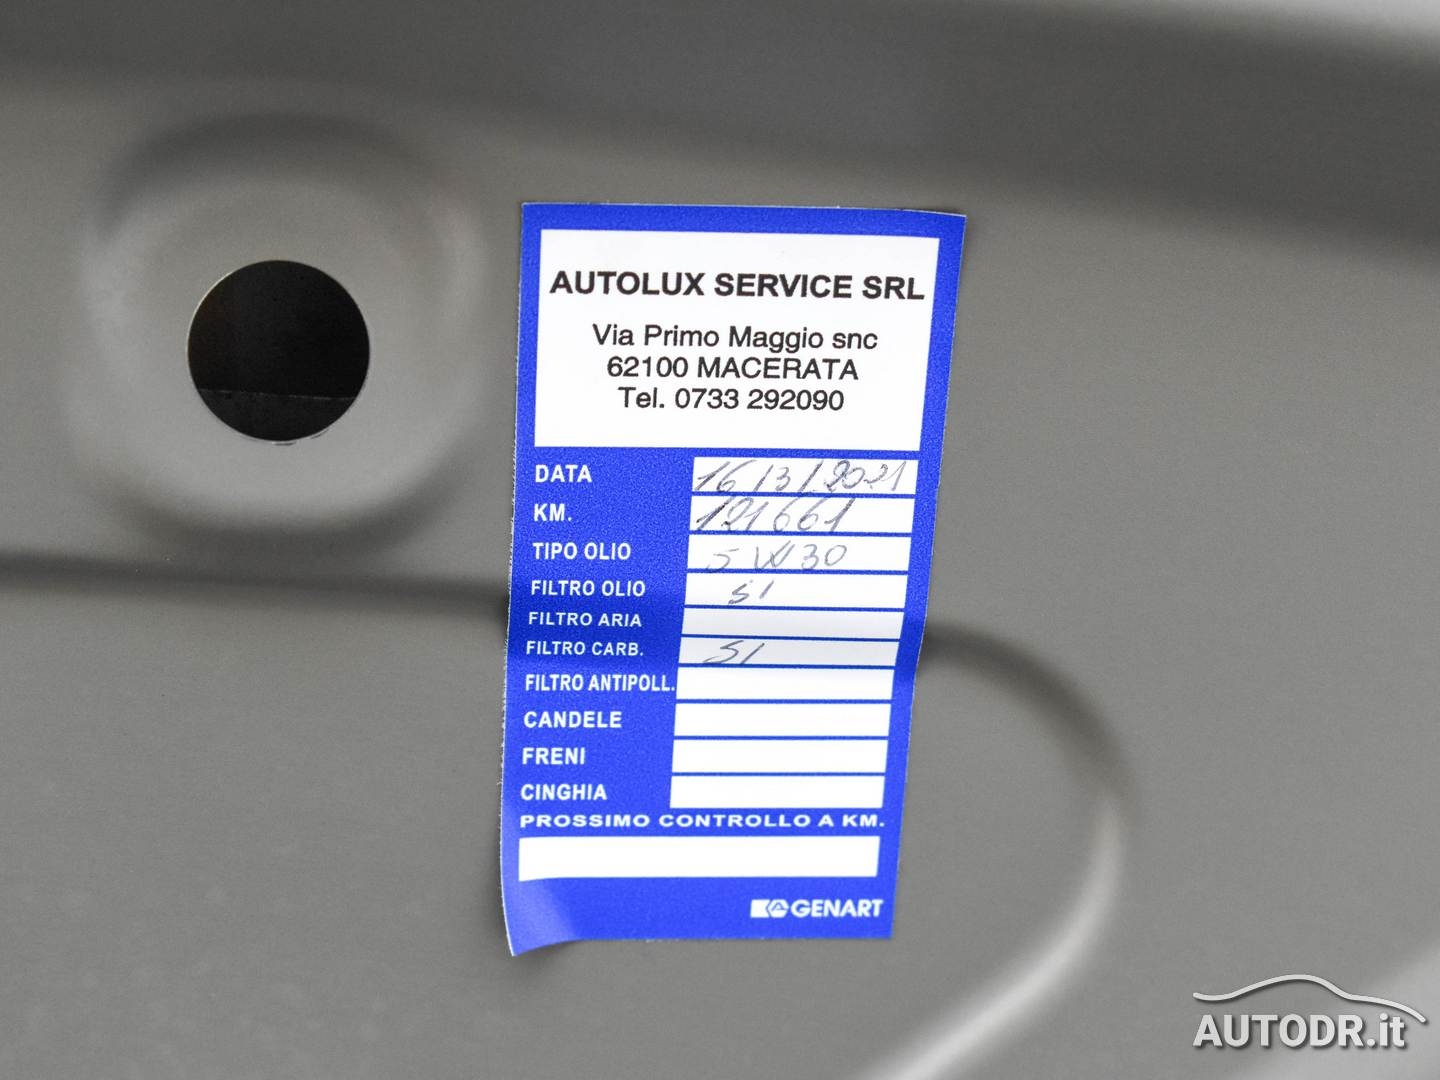 AUTOLUX SERVICE SRL
Via Primo Maggio snc
62100 MACERATA
Tel. 0733 292090
DATA 16/3/2021
KM. 121661
TIPO OLIO 5W30
FILTRO OLIO SI
FILTRO ARIA
FILTRO CARB. SI
FILTRO ANTIPOLL.
CANDELE
FRENI
CINGHIA
PROSSIMO CONTROLLO A KM.
GENART
AUTODR.it